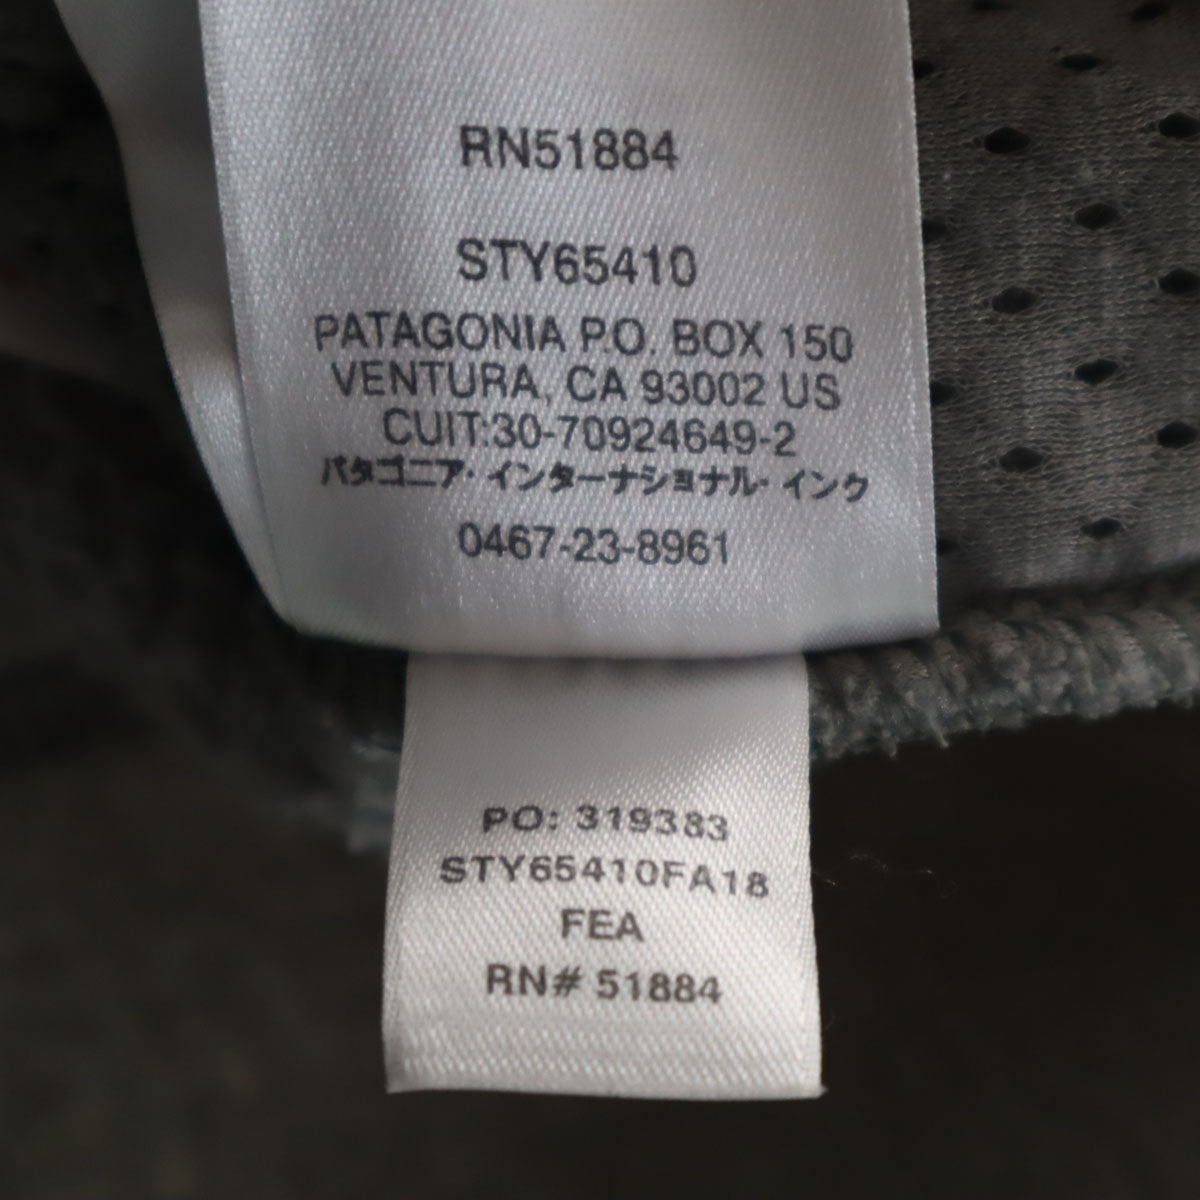 RN51884
STY65410
PATAGONIA P.O. BOX 150
VENTURA, CA 93002 US
CUIT:30-70924649-2
パタゴニア・インターナショナル・インク
0467-23-8961
PO: 319383
STY65410FA18
FEA
RN# 51884